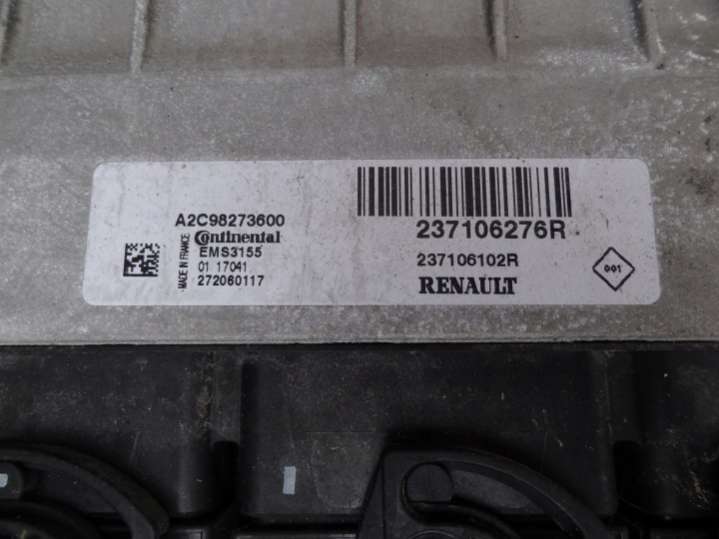 A2C98273600
Continental
EMS3155
01 17041
272060117
MADE IN FRANCE
237106276R
237106102R
RENAULT
001